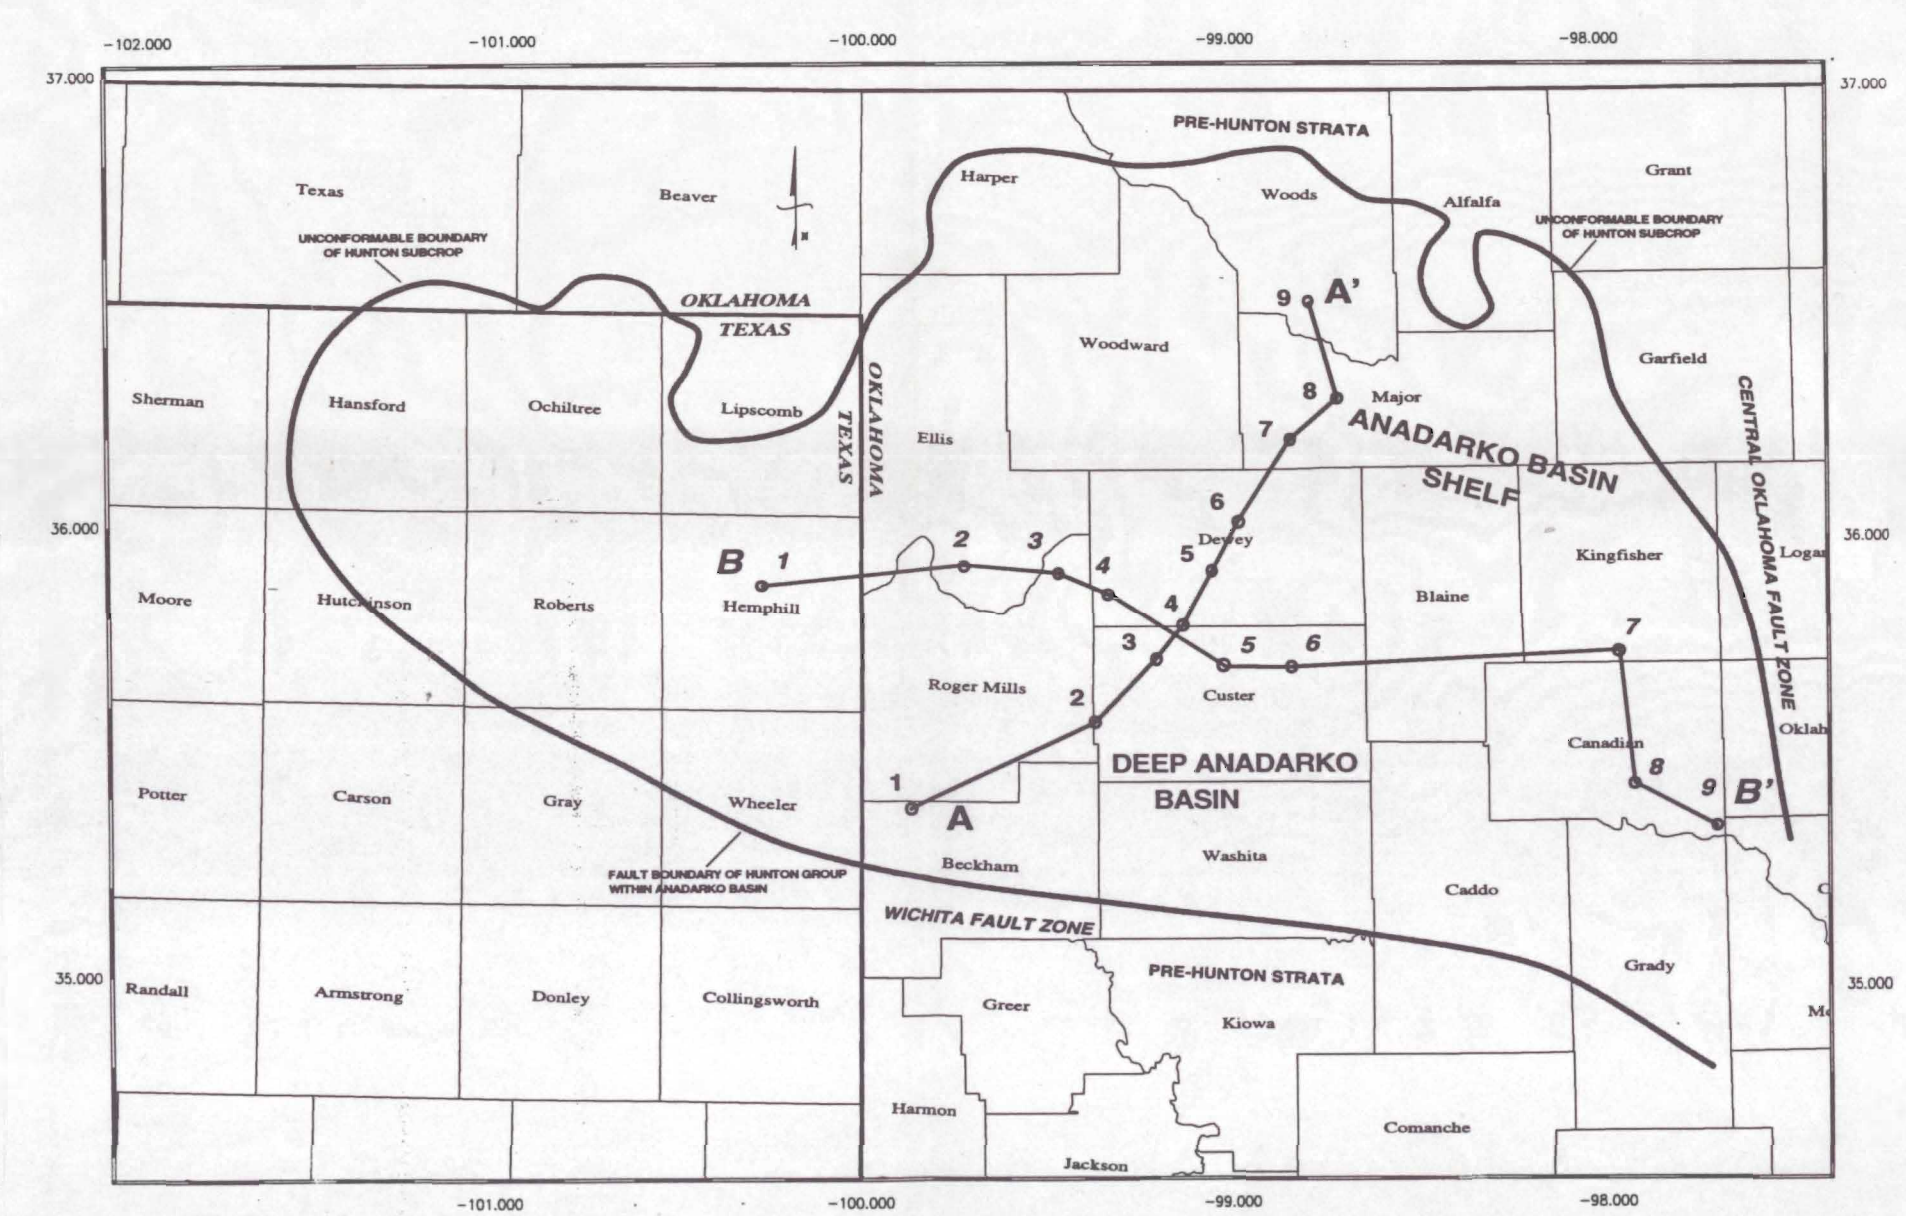 -102.000 -101.000 -100.000 -99.000 -98.000
37.000 37.000
PRE-HUNTON STRATA
Texas Beaver Harper Woods Alfalfa Grant
UNCONFORMABLE BOUNDARY
OF HUNTON SUBCROP
N
UNCONFORMABLE BOUNDARY
OF HUNTON SUBCROP
OKLAHOMA
TEXAS
9 A'
Woodward Garfield
OKLAHOMA
TEXAS
Sherman Hansford Ochiltree Lipscomb Ellis
8 Major
7
ANADARKO BASIN
SHELF
CENTRAL OKLAHOMA FAULT ZONE
6
Dewey
5
4
36.000 36.000
B 1 2 3 4
Kingfisher Logan
Moore Hutchinson Roberts Hemphill Blaine
3 5 6 7
Roger Mills Custer
2
Canadian Oklah
DEEP ANADARKO
BASIN
8 9 B'
1 A
Potter Carson Gray Wheeler
Beckham Washita Caddo C
FAULT BOUNDARY OF HUNTON GROUP
WITHIN ANADARKO BASIN
WICHITA FAULT ZONE
PRE-HUNTON STRATA
35.000 35.000
Randall Armstrong Donley Collingsworth Greer Kiowa Grady Mc
Harmon Comanche
Jackson
-101.000 -100.000 -99.000 -98.000